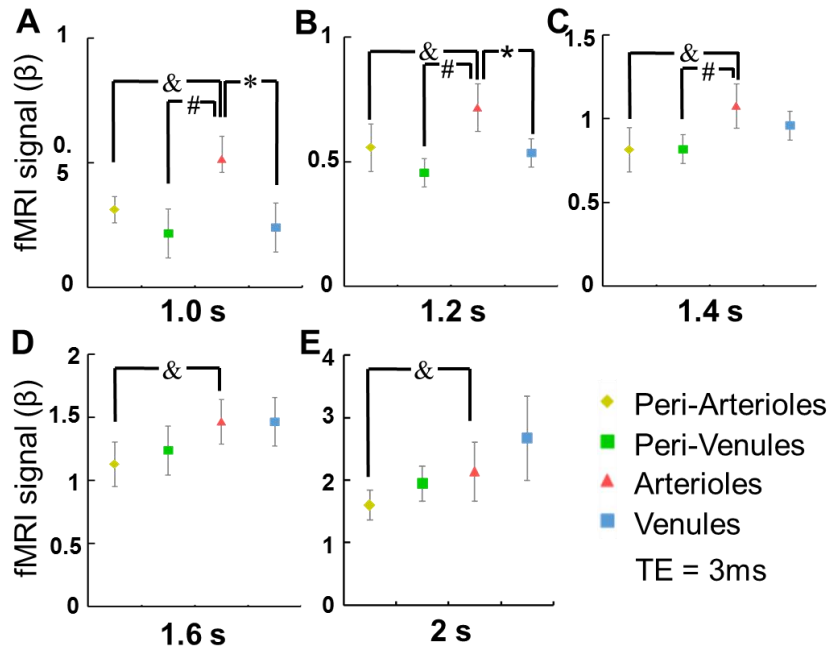 A
fMRI signal (β)
1
0.
5
0
&
#
*
1.0 s
B
1
0.5
0
&
#
*
1.2 s
C
1.5
1
0.5
0
&
#
1.4 s
D
fMRI signal (β)
2
1.5
1
0.5
0
&
1.6 s
E
4
3
2
1
0
&
2 s
Peri-Arterioles
Peri-Venules
Arterioles
Venules
TE = 3ms